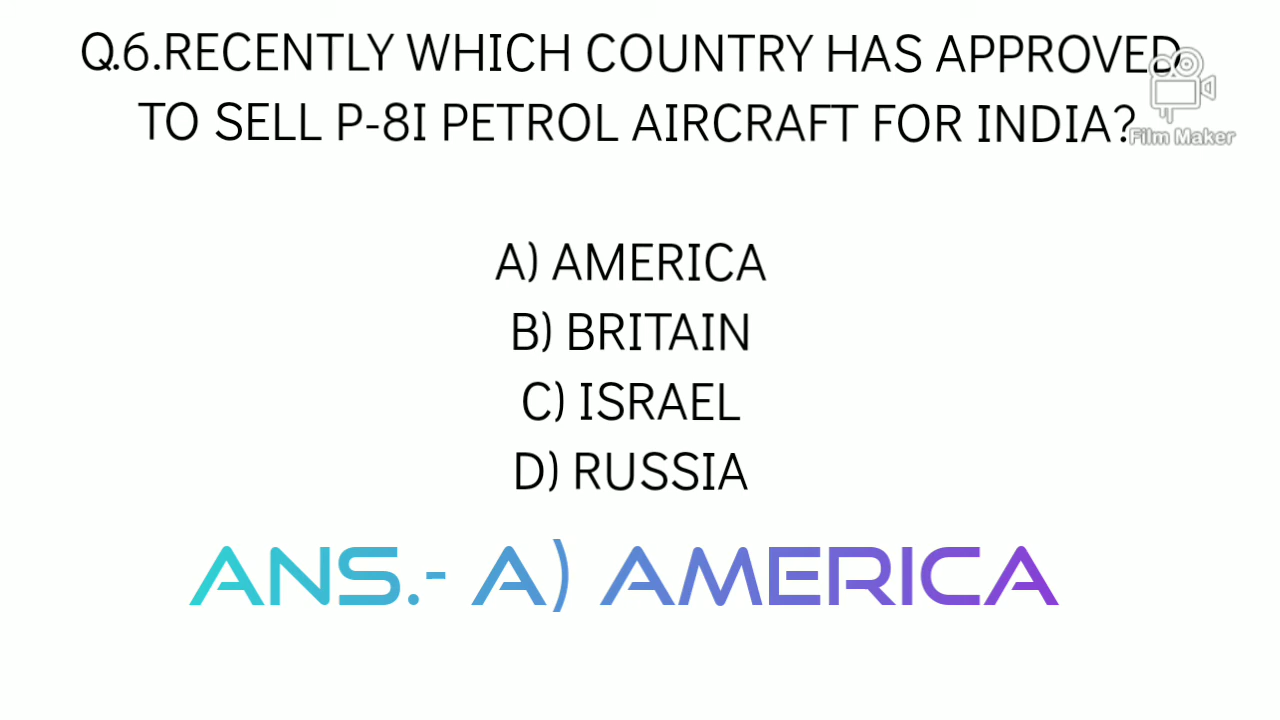 Q.6.RECENTLY WHICH COUNTRY HAS APPROVED
TO SELL P-8I PETROL AIRCRAFT FOR INDIA?
Film Maker
A) AMERICA
B) BRITAIN
C) ISRAEL
D) RUSSIA
ANS.- A) AMERICA